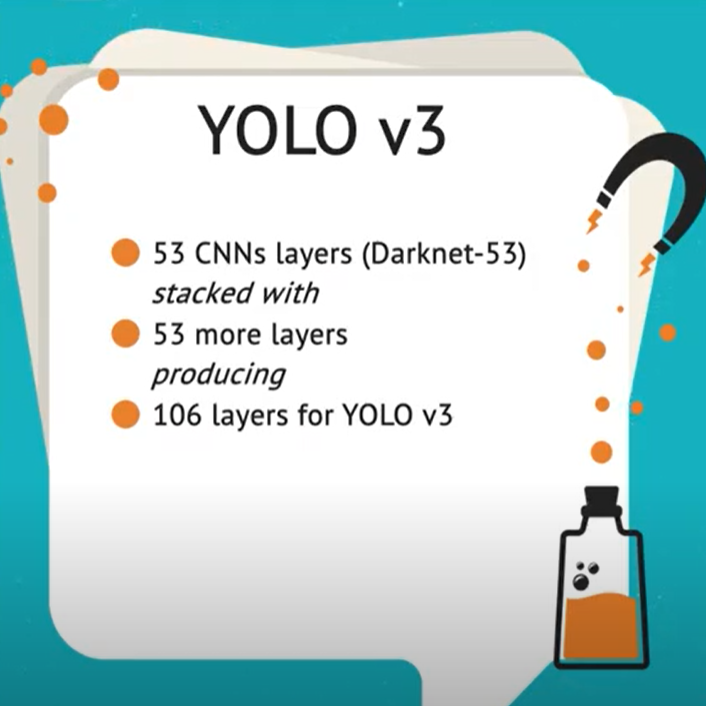 YOLO v3
53 CNNs layers (Darknet-53)
stacked with
53 more layers
producing
106 layers for YOLO v3